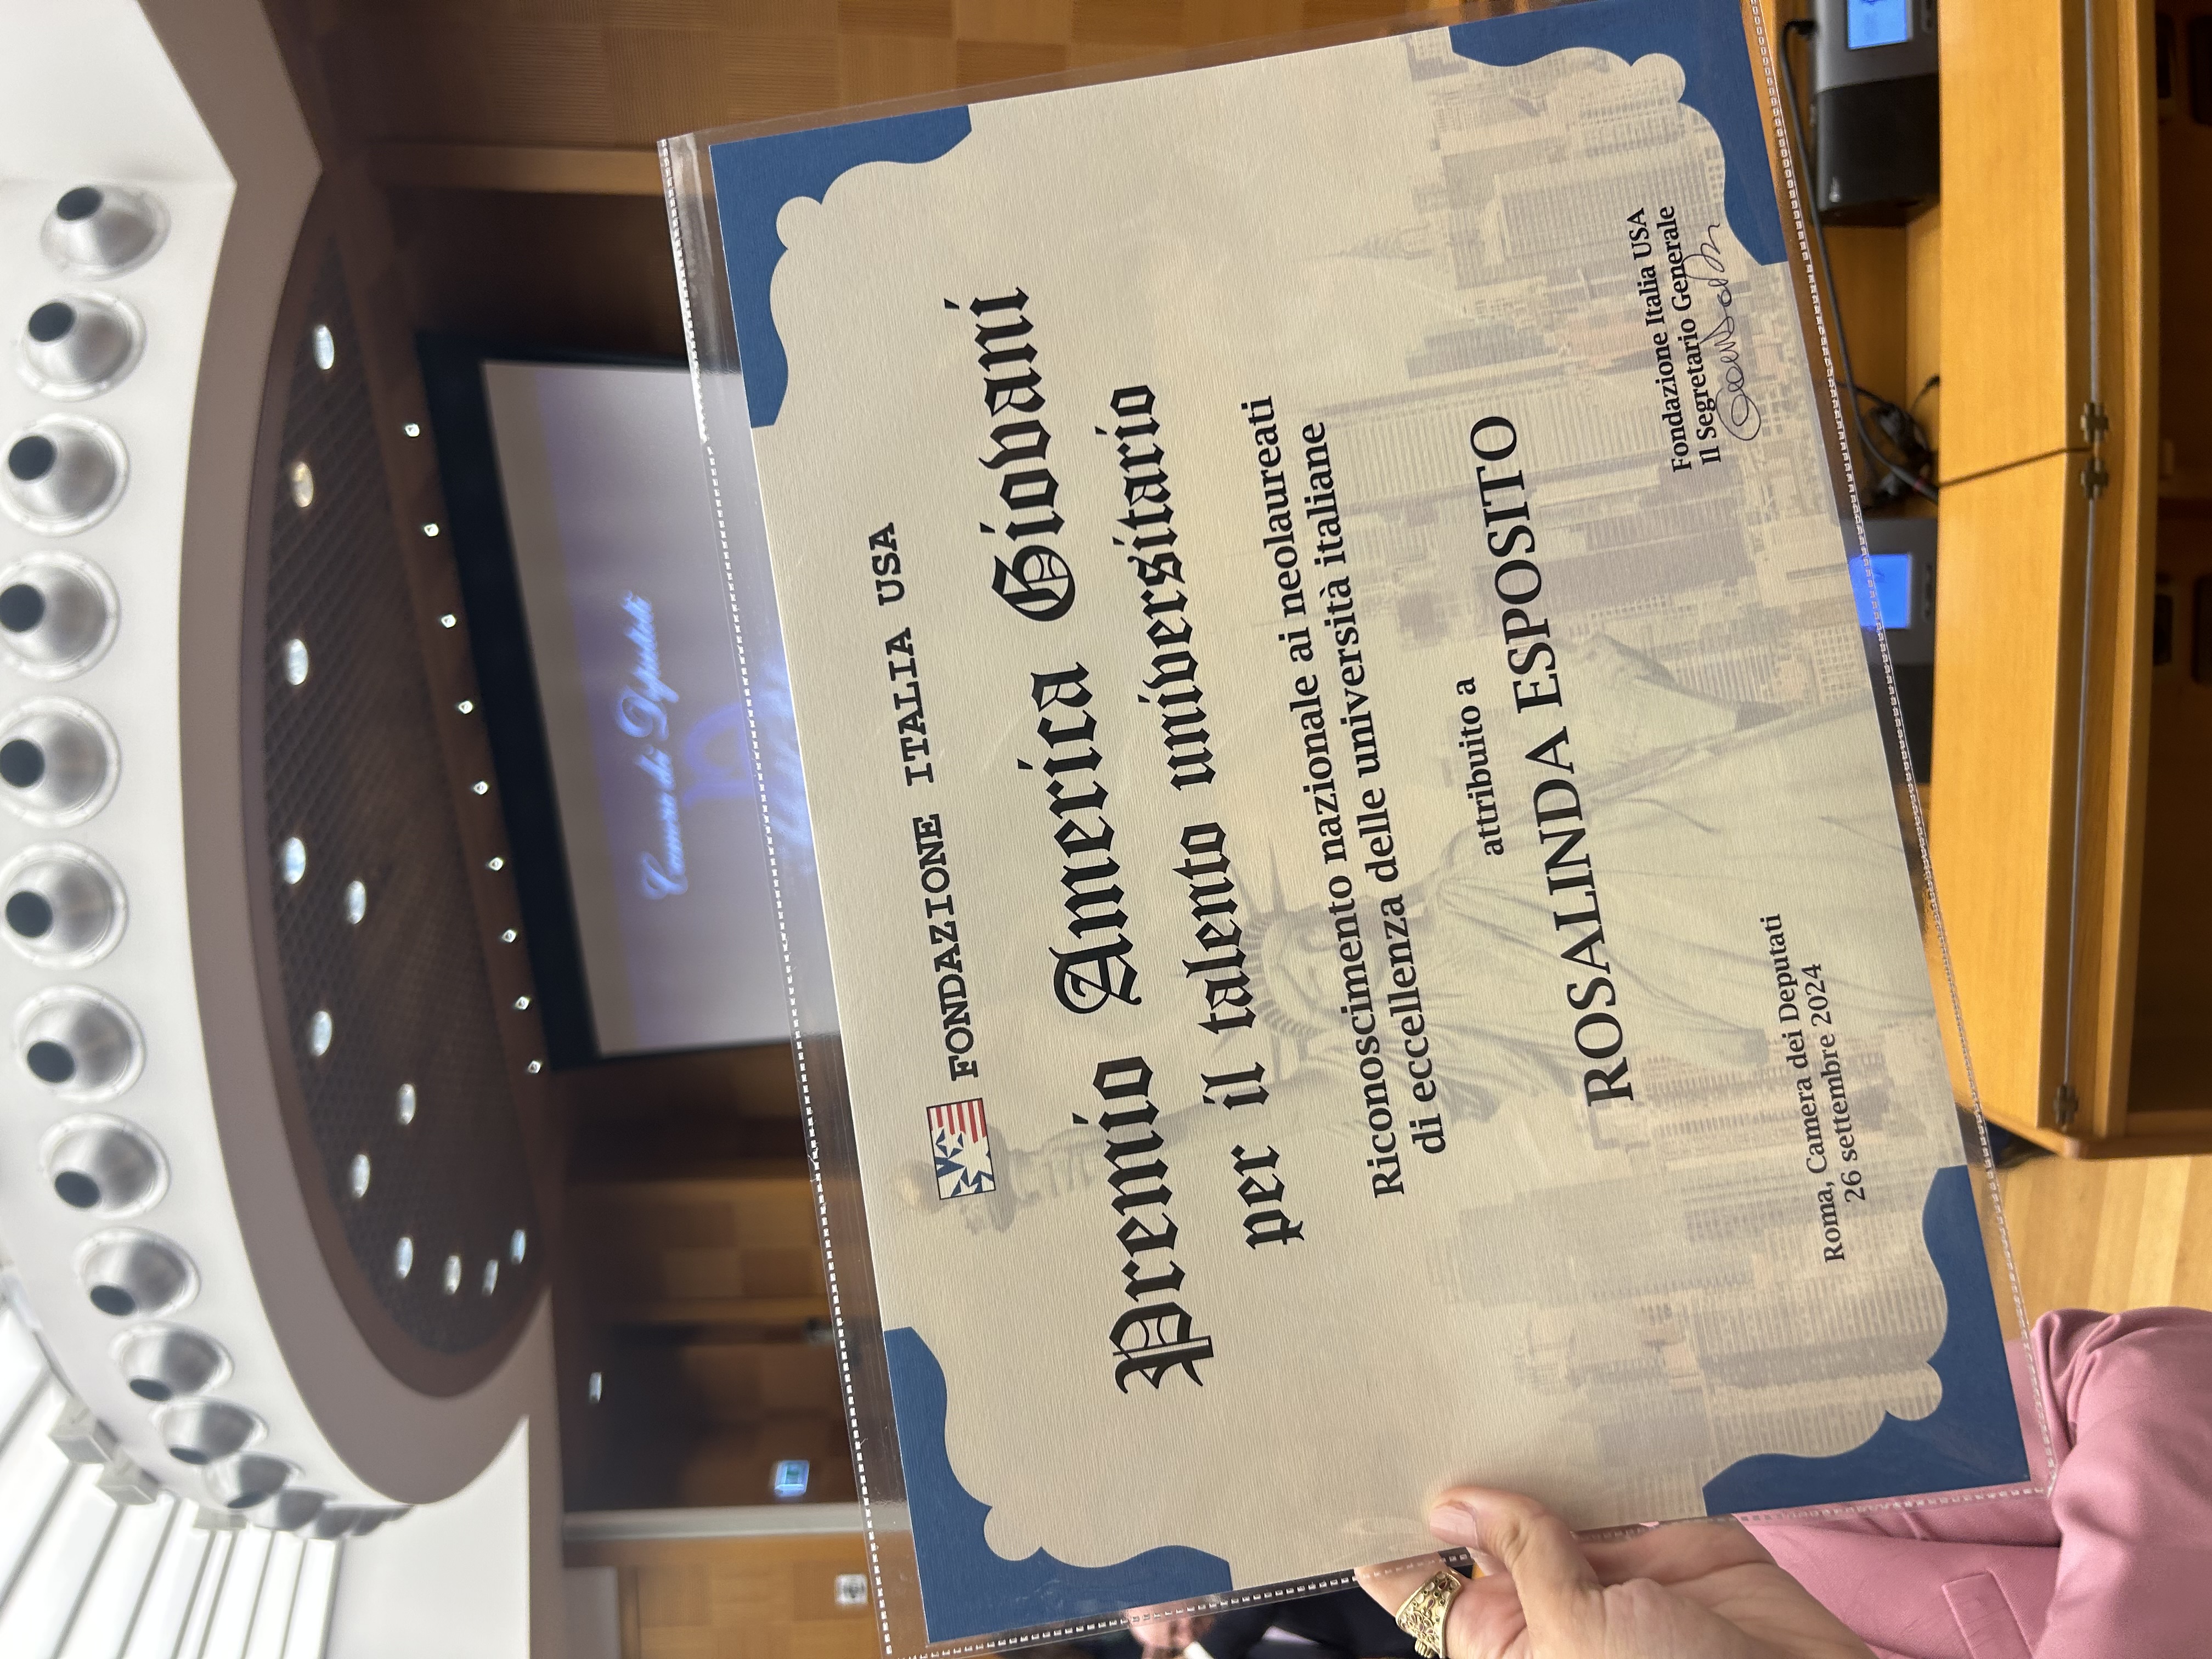 Camera dei Deputati
FONDAZIONE ITALIA USA
Premio America Giovani
per il talento universitario
Riconoscimento nazionale ai neolaureati
di eccellenza delle università italiane
attribuito a
ROSALINDA ESPOSITO
Roma, Camera dei Deputati
26 settembre 2024
Fondazione Italia USA
Il Segretario Generale